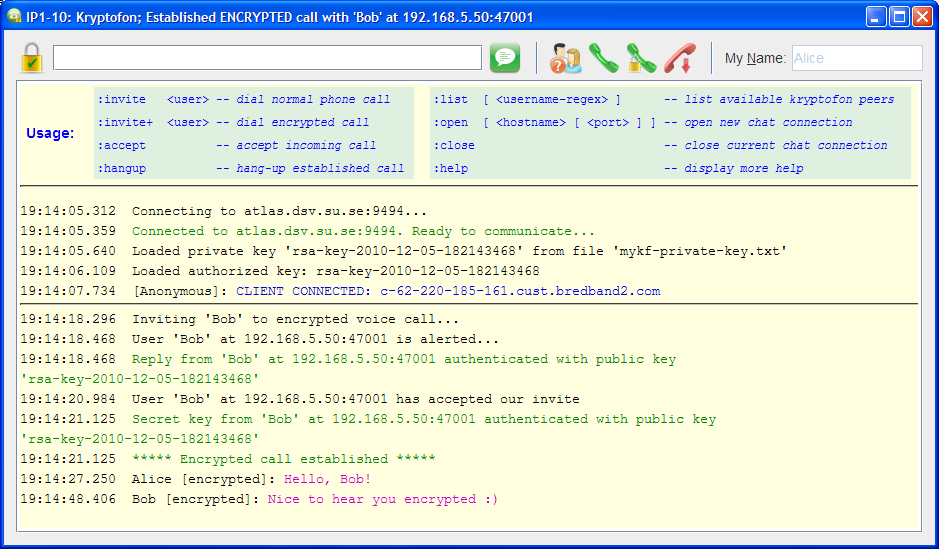 IP1-10: Kryptofon; Established ENCRYPTED call with 'Bob' at 192.168.5.50:47001
My Name: Alice
Usage:
:invite <user> -- dial normal phone call
:invite+ <user> -- dial encrypted call
:accept -- accept incoming call
:hangup -- hang-up established call
:list [ <username-regex> ] -- list available kryptofon peers
:open [ <hostname> [ <port> ] ] -- open new chat connection
:close -- close current chat connection
:help -- display more help
19:14:05.312 Connecting to atlas.dsv.su.se:9494...
19:14:05.359 Connected to atlas.dsv.su.se:9494. Ready to communicate...
19:14:05.640 Loaded private key 'rsa-key-2010-12-05-182143468' from file 'mykf-private-key.txt'
19:14:06.109 Loaded authorized key: rsa-key-2010-12-05-182143468
19:14:07.734 [Anonymous]: CLIENT CONNECTED: c-62-220-185-161.cust.bredband2.com
19:14:18.296 Inviting 'Bob' to encrypted voice call...
19:14:18.468 User 'Bob' at 192.168.5.50:47001 is alerted...
19:14:18.468 Reply from 'Bob' at 192.168.5.50:47001 authenticated with public key
'rsa-key-2010-12-05-182143468'
19:14:20.984 User 'Bob' at 192.168.5.50:47001 has accepted our invite
19:14:21.125 Secret key from 'Bob' at 192.168.5.50:47001 authenticated with public key
'rsa-key-2010-12-05-182143468'
19:14:21.125 ***** Encrypted call established *****
19:14:27.250 Alice [encrypted]: Hello, Bob!
19:14:48.406 Bob [encrypted]: Nice to hear you encrypted :)